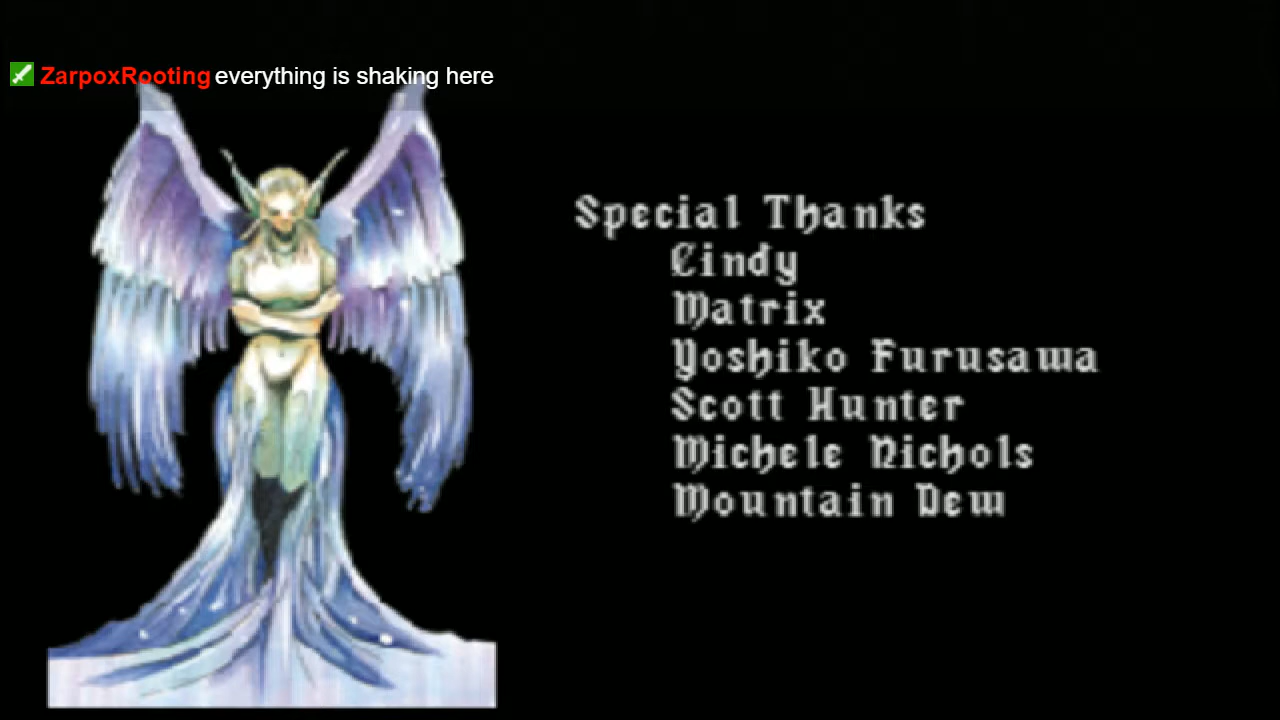 ZarpoxRooting everything is shaking here
Special Thanks
Cindy
Matrix
Yoshiko Furusawa
Scott Hunter
Michele Nichols
Mountain Dew